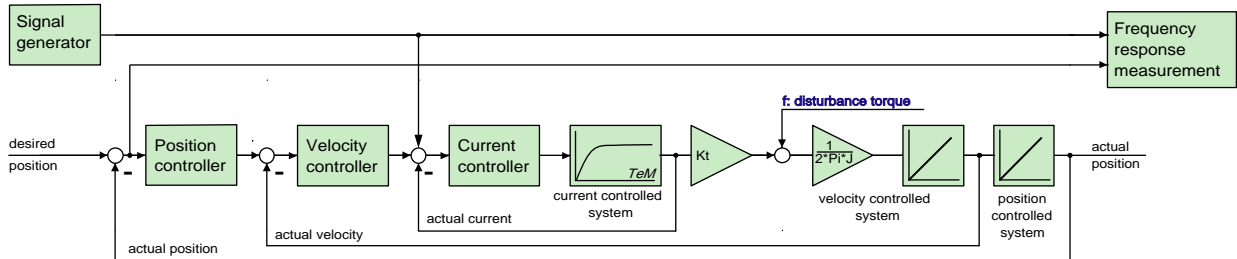 Signal
generator
Frequency
response
measurement
f: disturbance torque
desired
position
Position
controller
Velocity
controller
Current
controller
TeM
Kt
1
2*Pi*J
actual
position
-
-
-
current controlled
system
velocity controlled
system
position
controlled
system
actual current
actual velocity
actual position